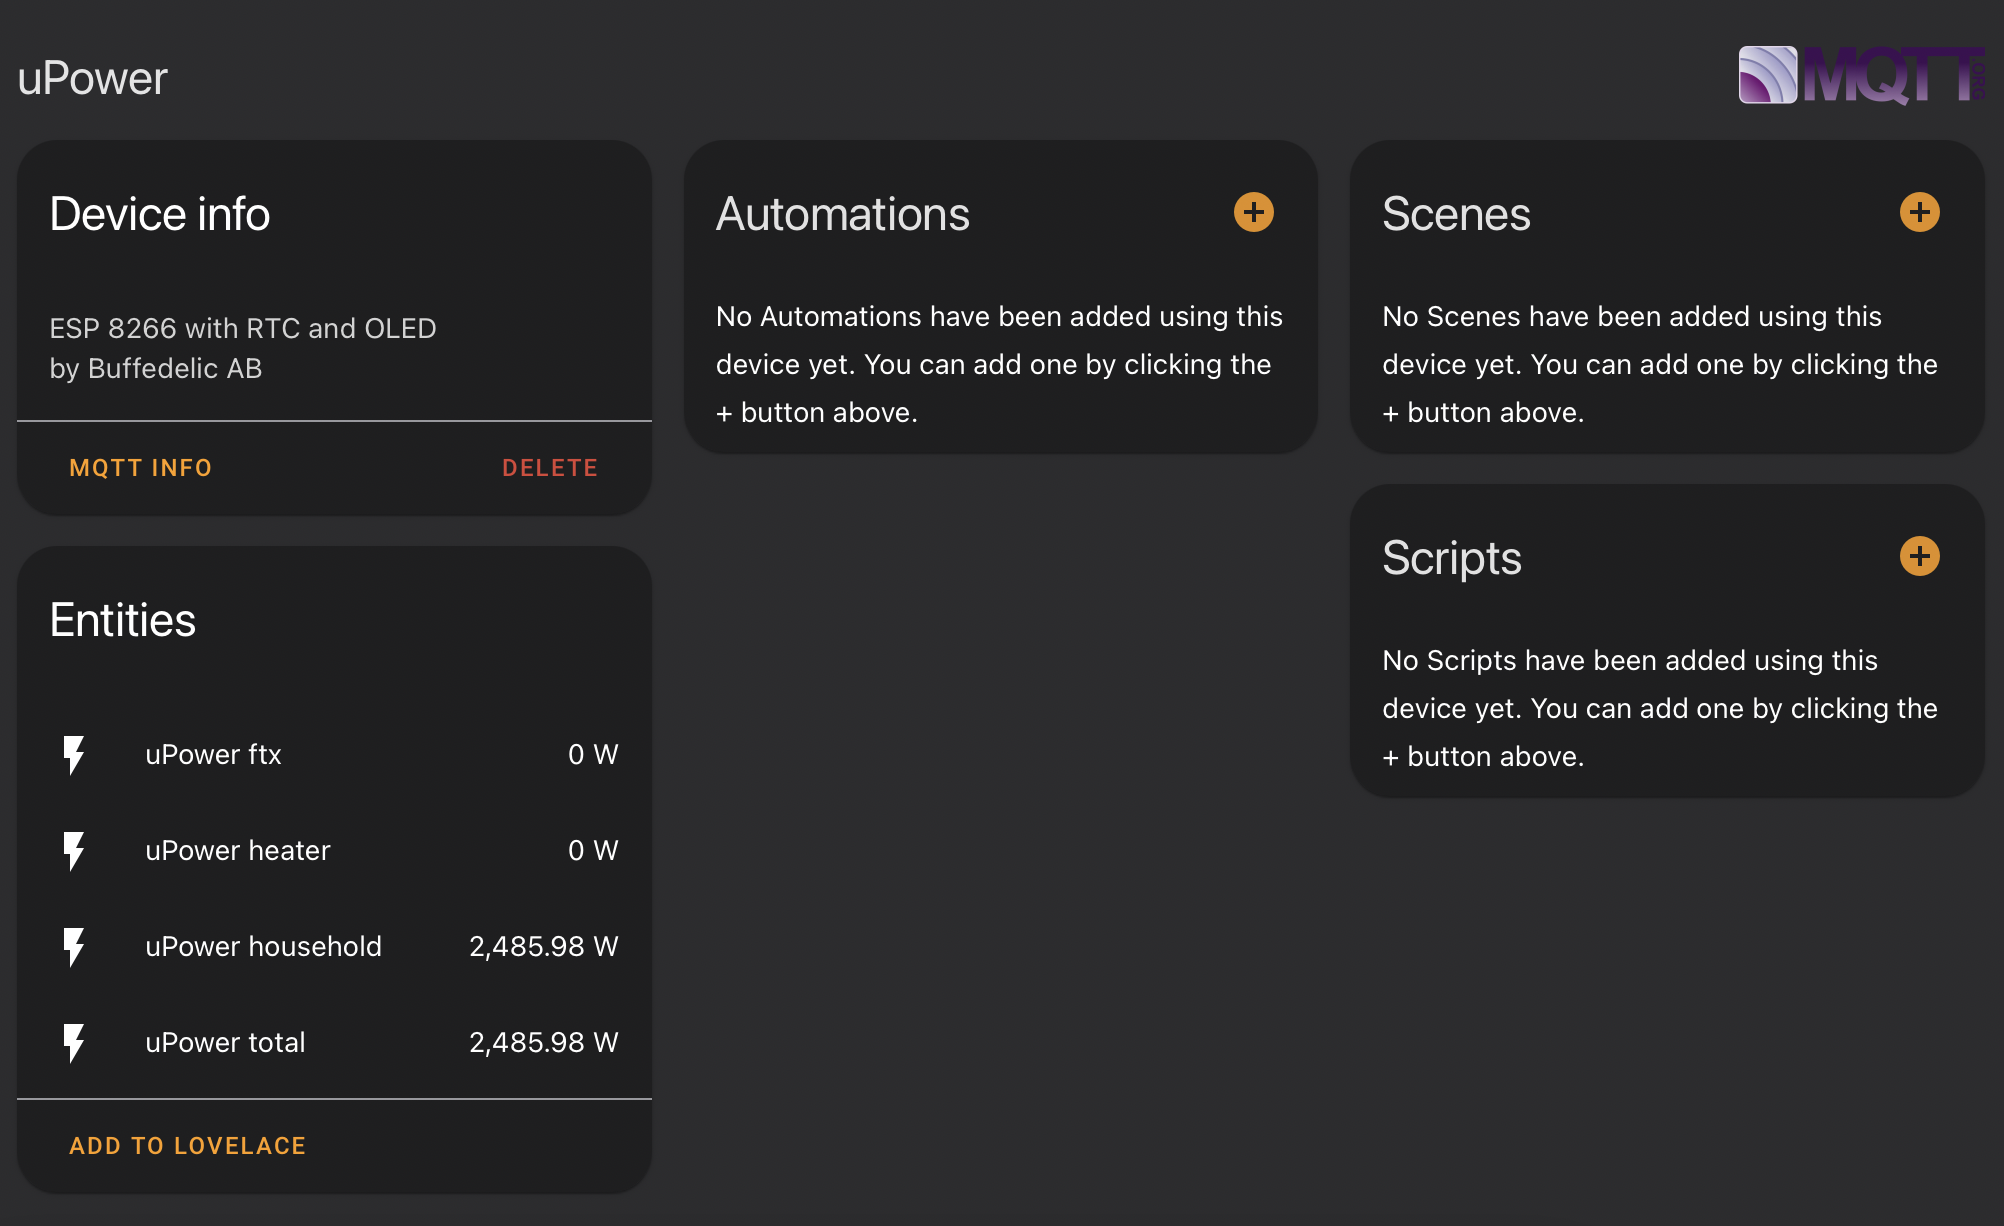 uPower
MQTT.ORG
Device info
ESP 8266 with RTC and OLED
by Buffedelic AB
MQTT INFO
DELETE
Entities
uPower ftx 0 W
uPower heater 0 W
uPower household 2,485.98 W
uPower total 2,485.98 W
ADD TO LOVELACE
Automations
No Automations have been added using this
device yet. You can add one by clicking the
+ button above.
Scenes
No Scenes have been added using this
device yet. You can add one by clicking the
+ button above.
Scripts
No Scripts have been added using this
device yet. You can add one by clicking the
+ button above.